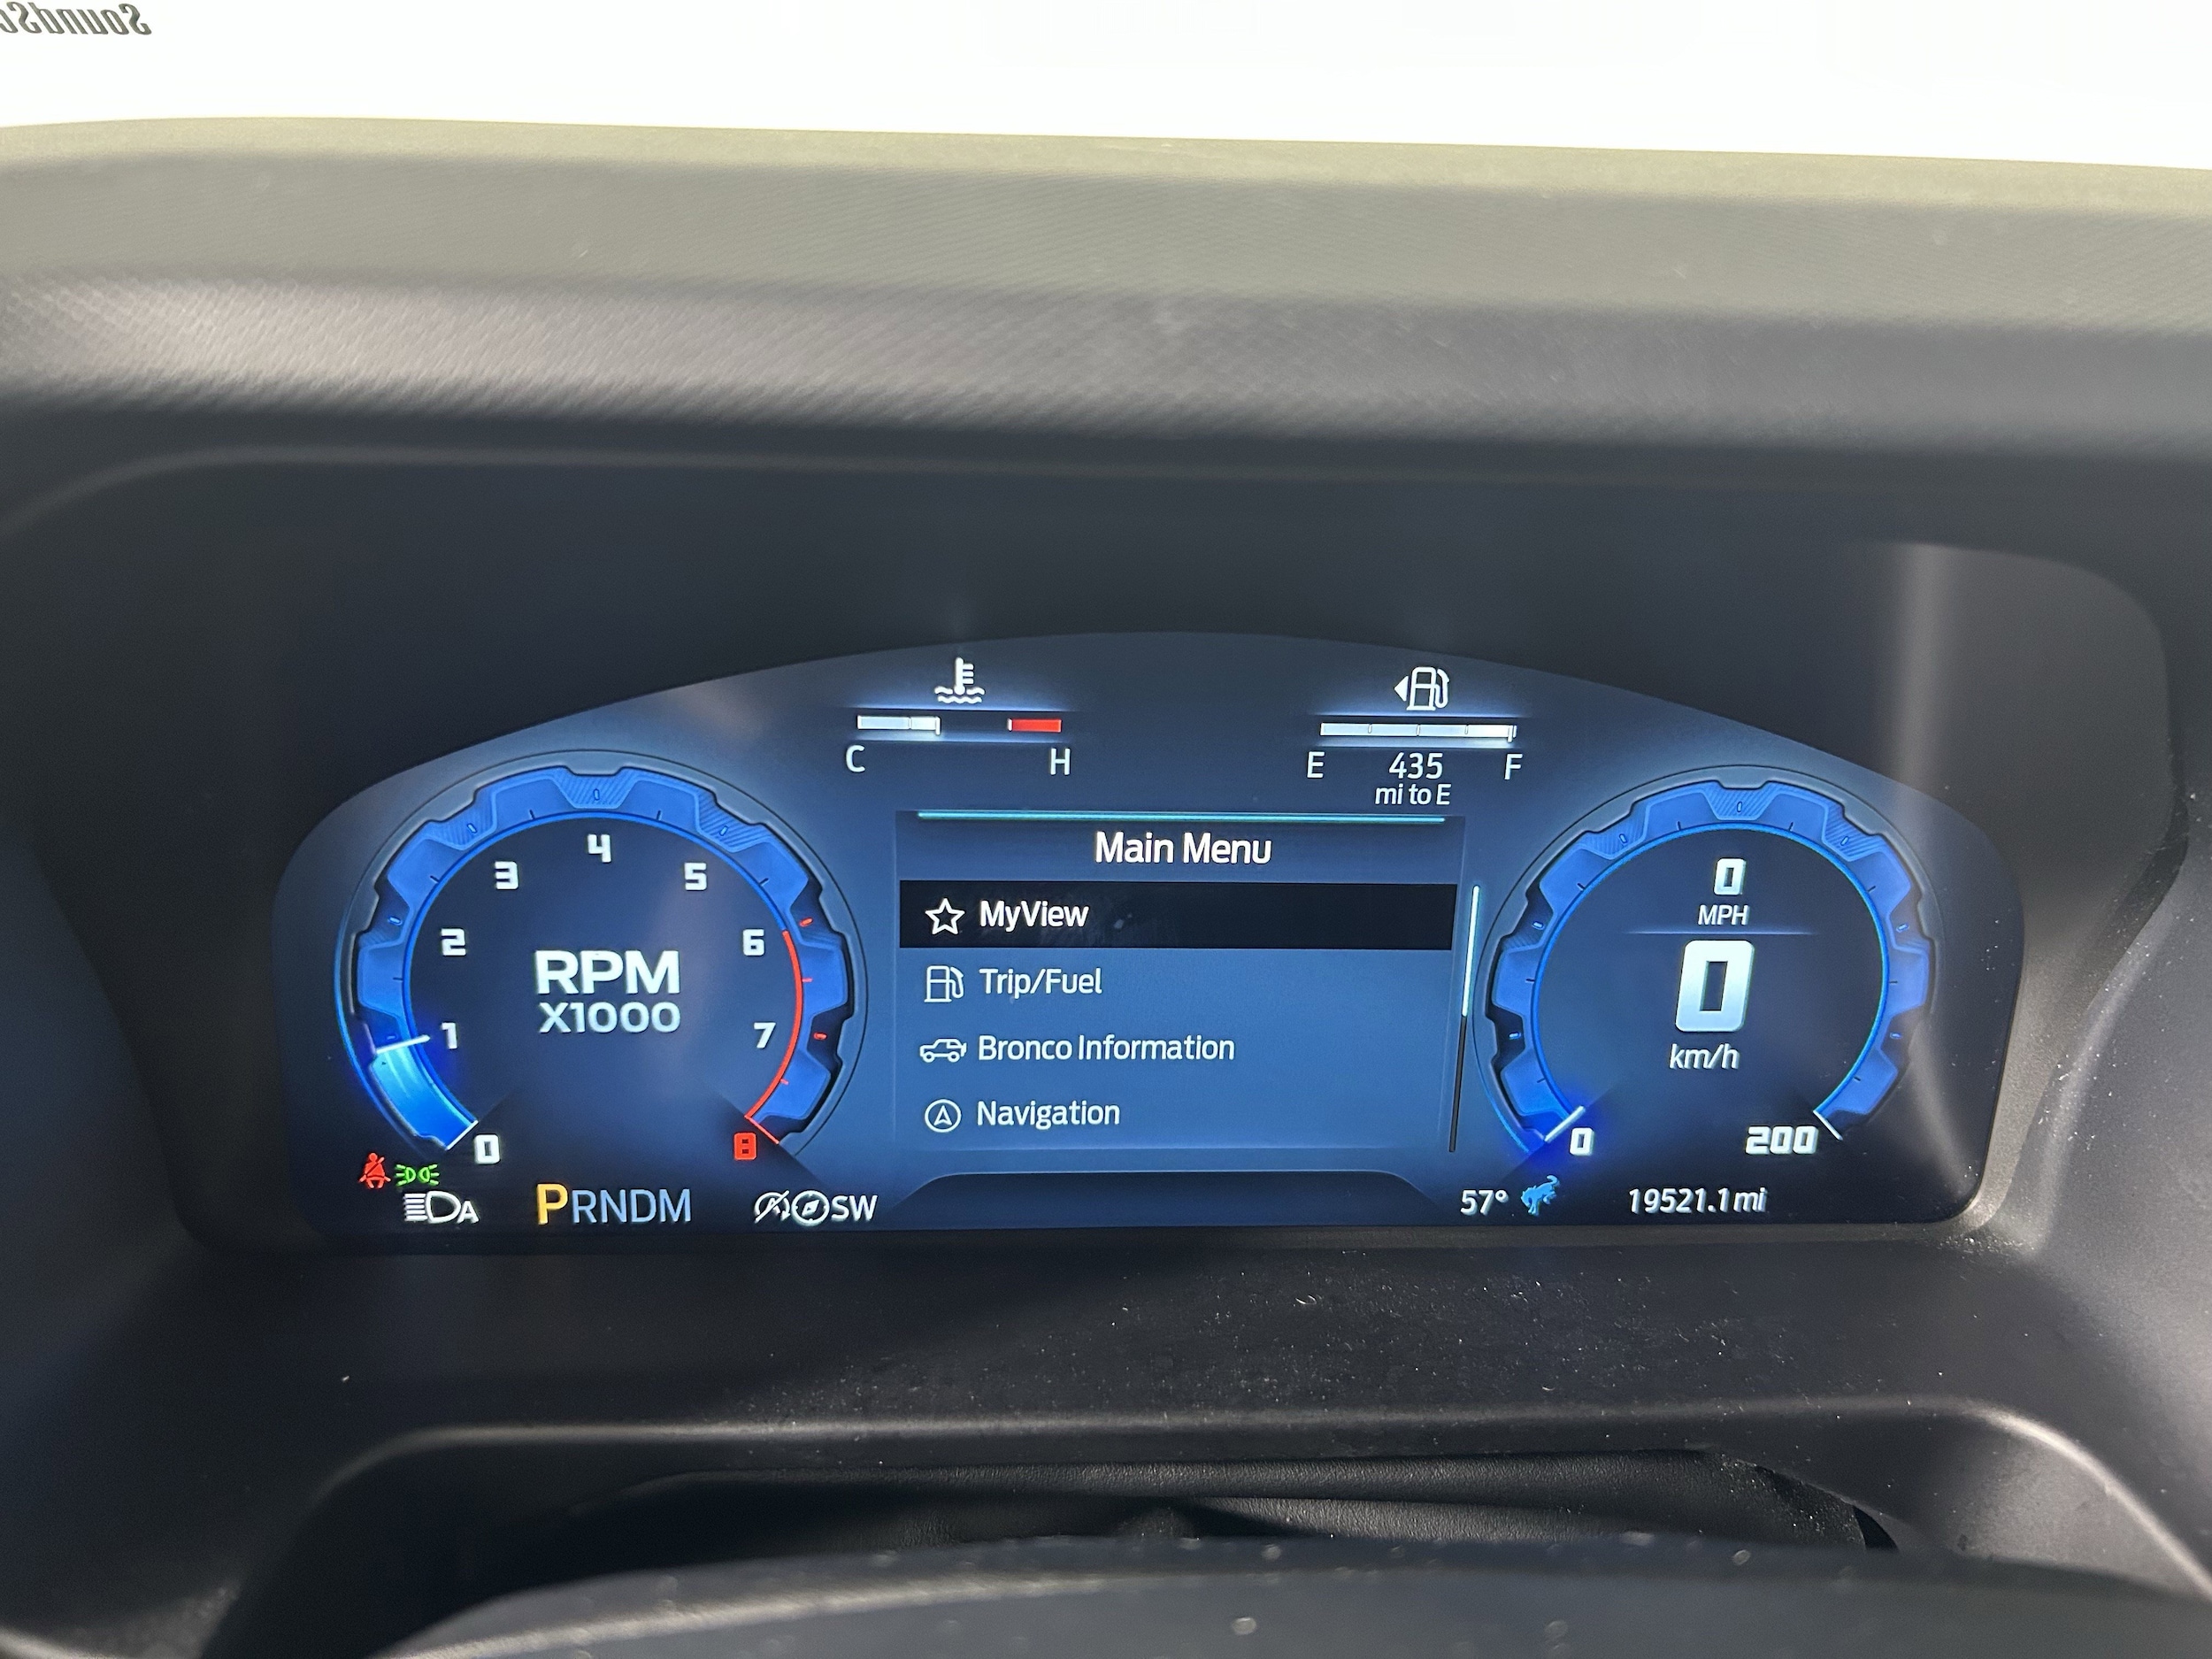 SoundSc
C H
E 435 F
mi to E
Main Menu
MyView
Trip/Fuel
Bronco Information
Navigation
0 1 2 3 4 5 6 7 8
RPM
X1000
0
MPH
0
km/h
0 200
A
PRNDM
SW
57°
19521.1 mi